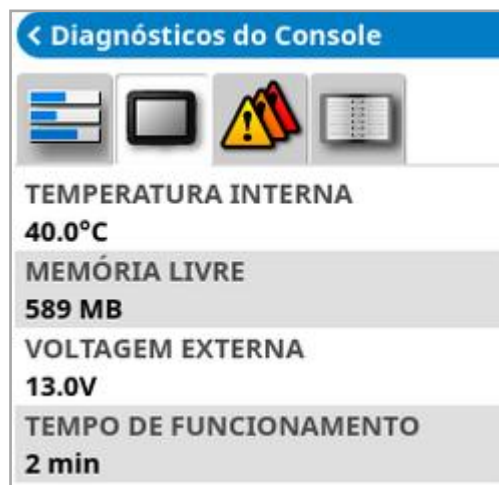 Diagnósticos do Console
TEMPERATURA INTERNA
40.0°C
MEMÓRIA LIVRE
589 MB
VOLTAGEM EXTERNA
13.0V
TEMPO DE FUNCIONAMENTO
2 min